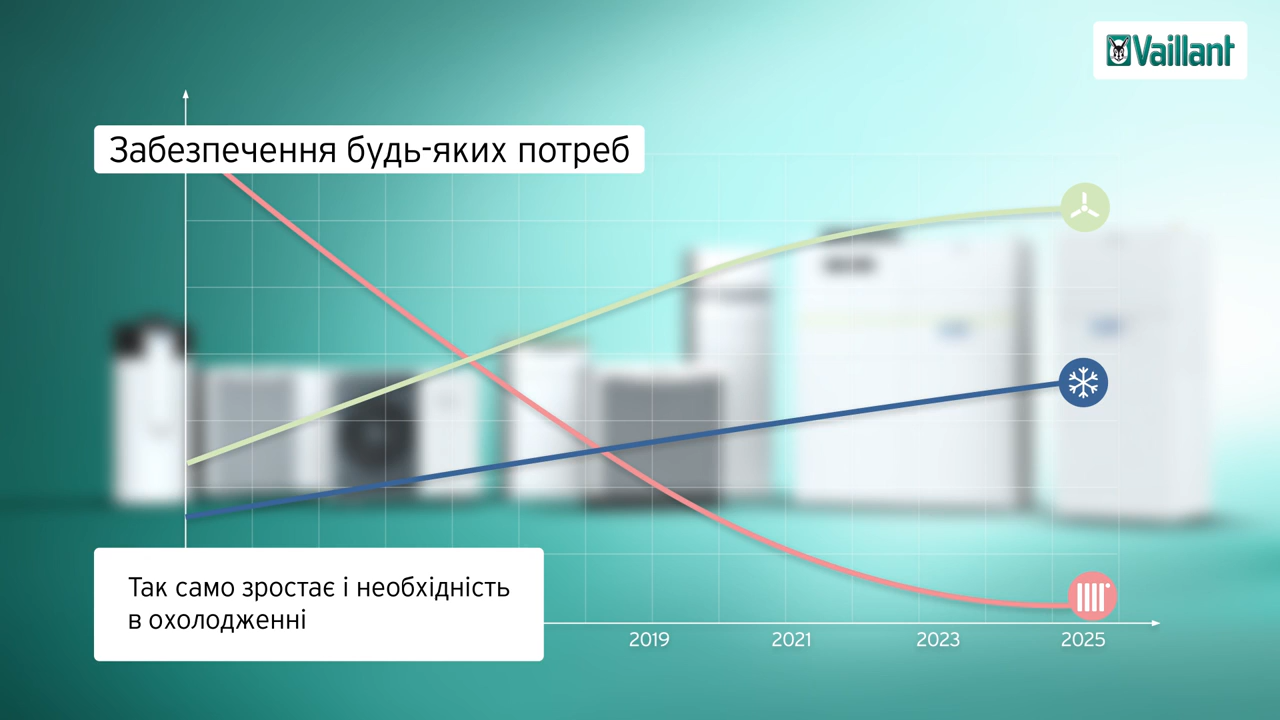 Vaillant
Забезпечення будь-яких потреб
Так само зростає і необхідність
в охолодженні
2019 2021 2023 2025